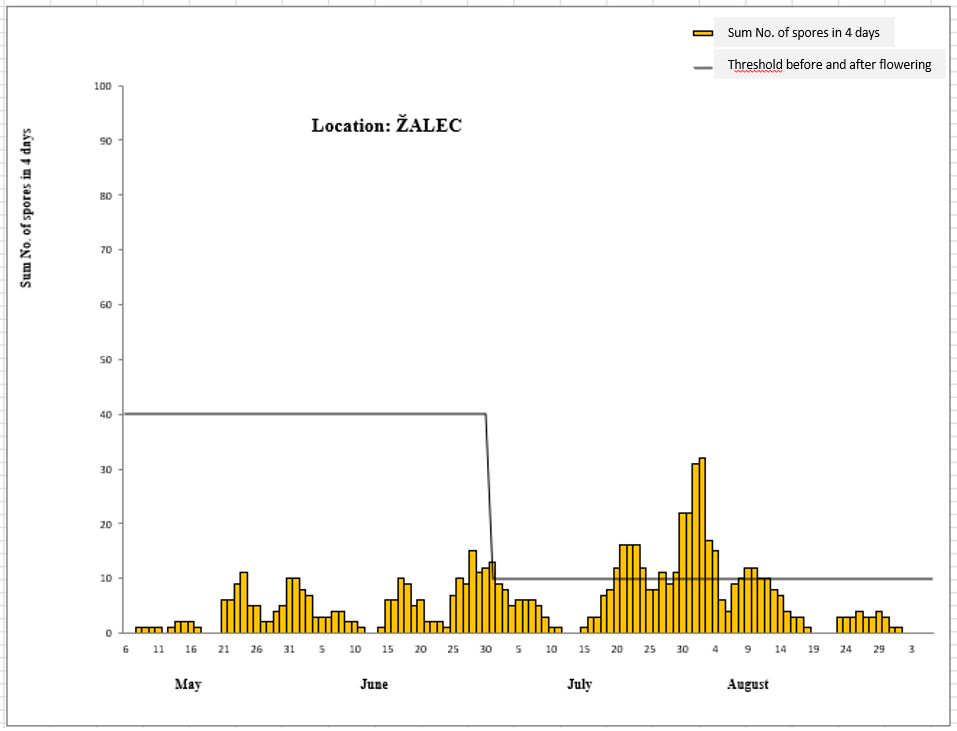 Sum No. of spores in 4 days
Threshold before and after flowering
Location: ŽALEC
Sum No. of spores in 4 days
100
90
80
70
60
50
40
30
20
10
0
6 11 16 21 26 31 5 10 15 20 25 30 5 10 15 20 25 30 4 9 14 19 24 29 3
May June July August